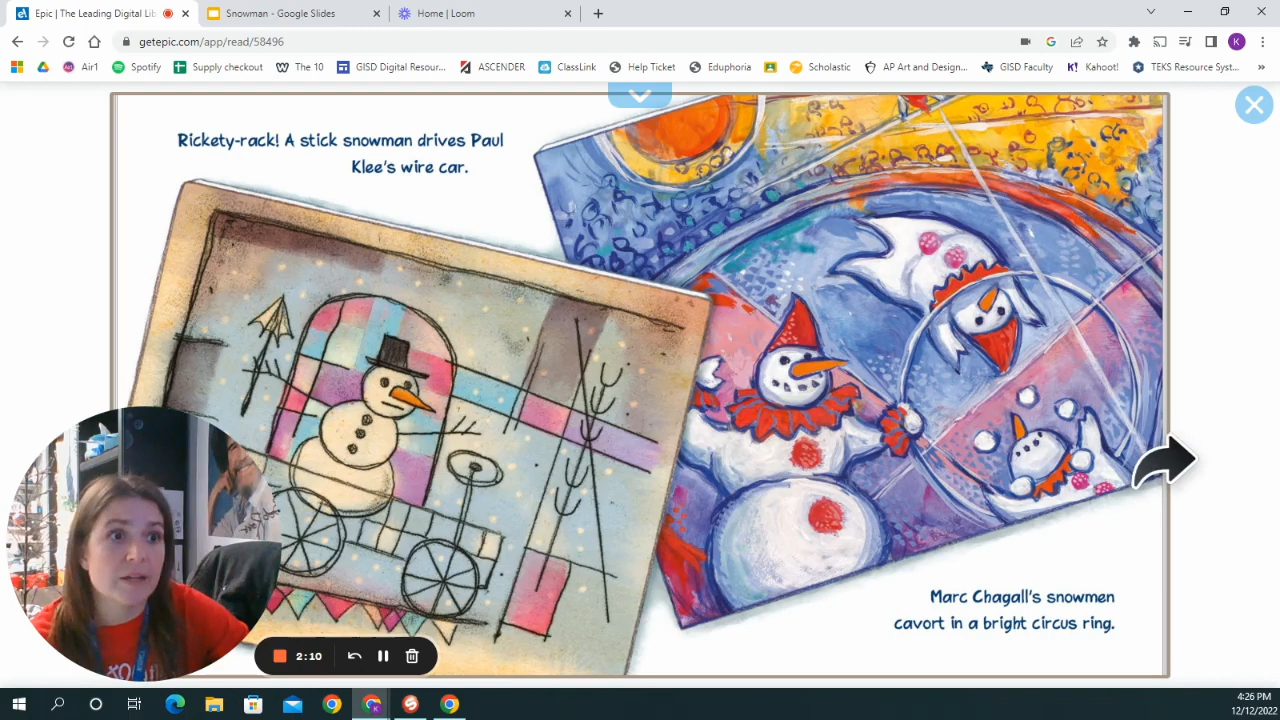 Epic | The Leading Digital Lib
Snowman - Google Slides
Home | Loom
getepic.com/app/read/58496
K
Air1
Spotify
Supply checkout
The 10
GISD Digital Resour...
ASCENDER
ClassLink
Help Ticket
Eduphoria
Scholastic
AP Art and Design...
GISD Faculty
K! Kahoot!
TEKS Resource Syst...
»
Rickety-rack! A stick snowman drives Paul
Klee's wire car.
Marc Chagall's snowmen
cavort in a bright circus ring.
2:10
4:26 PM
12/12/2022